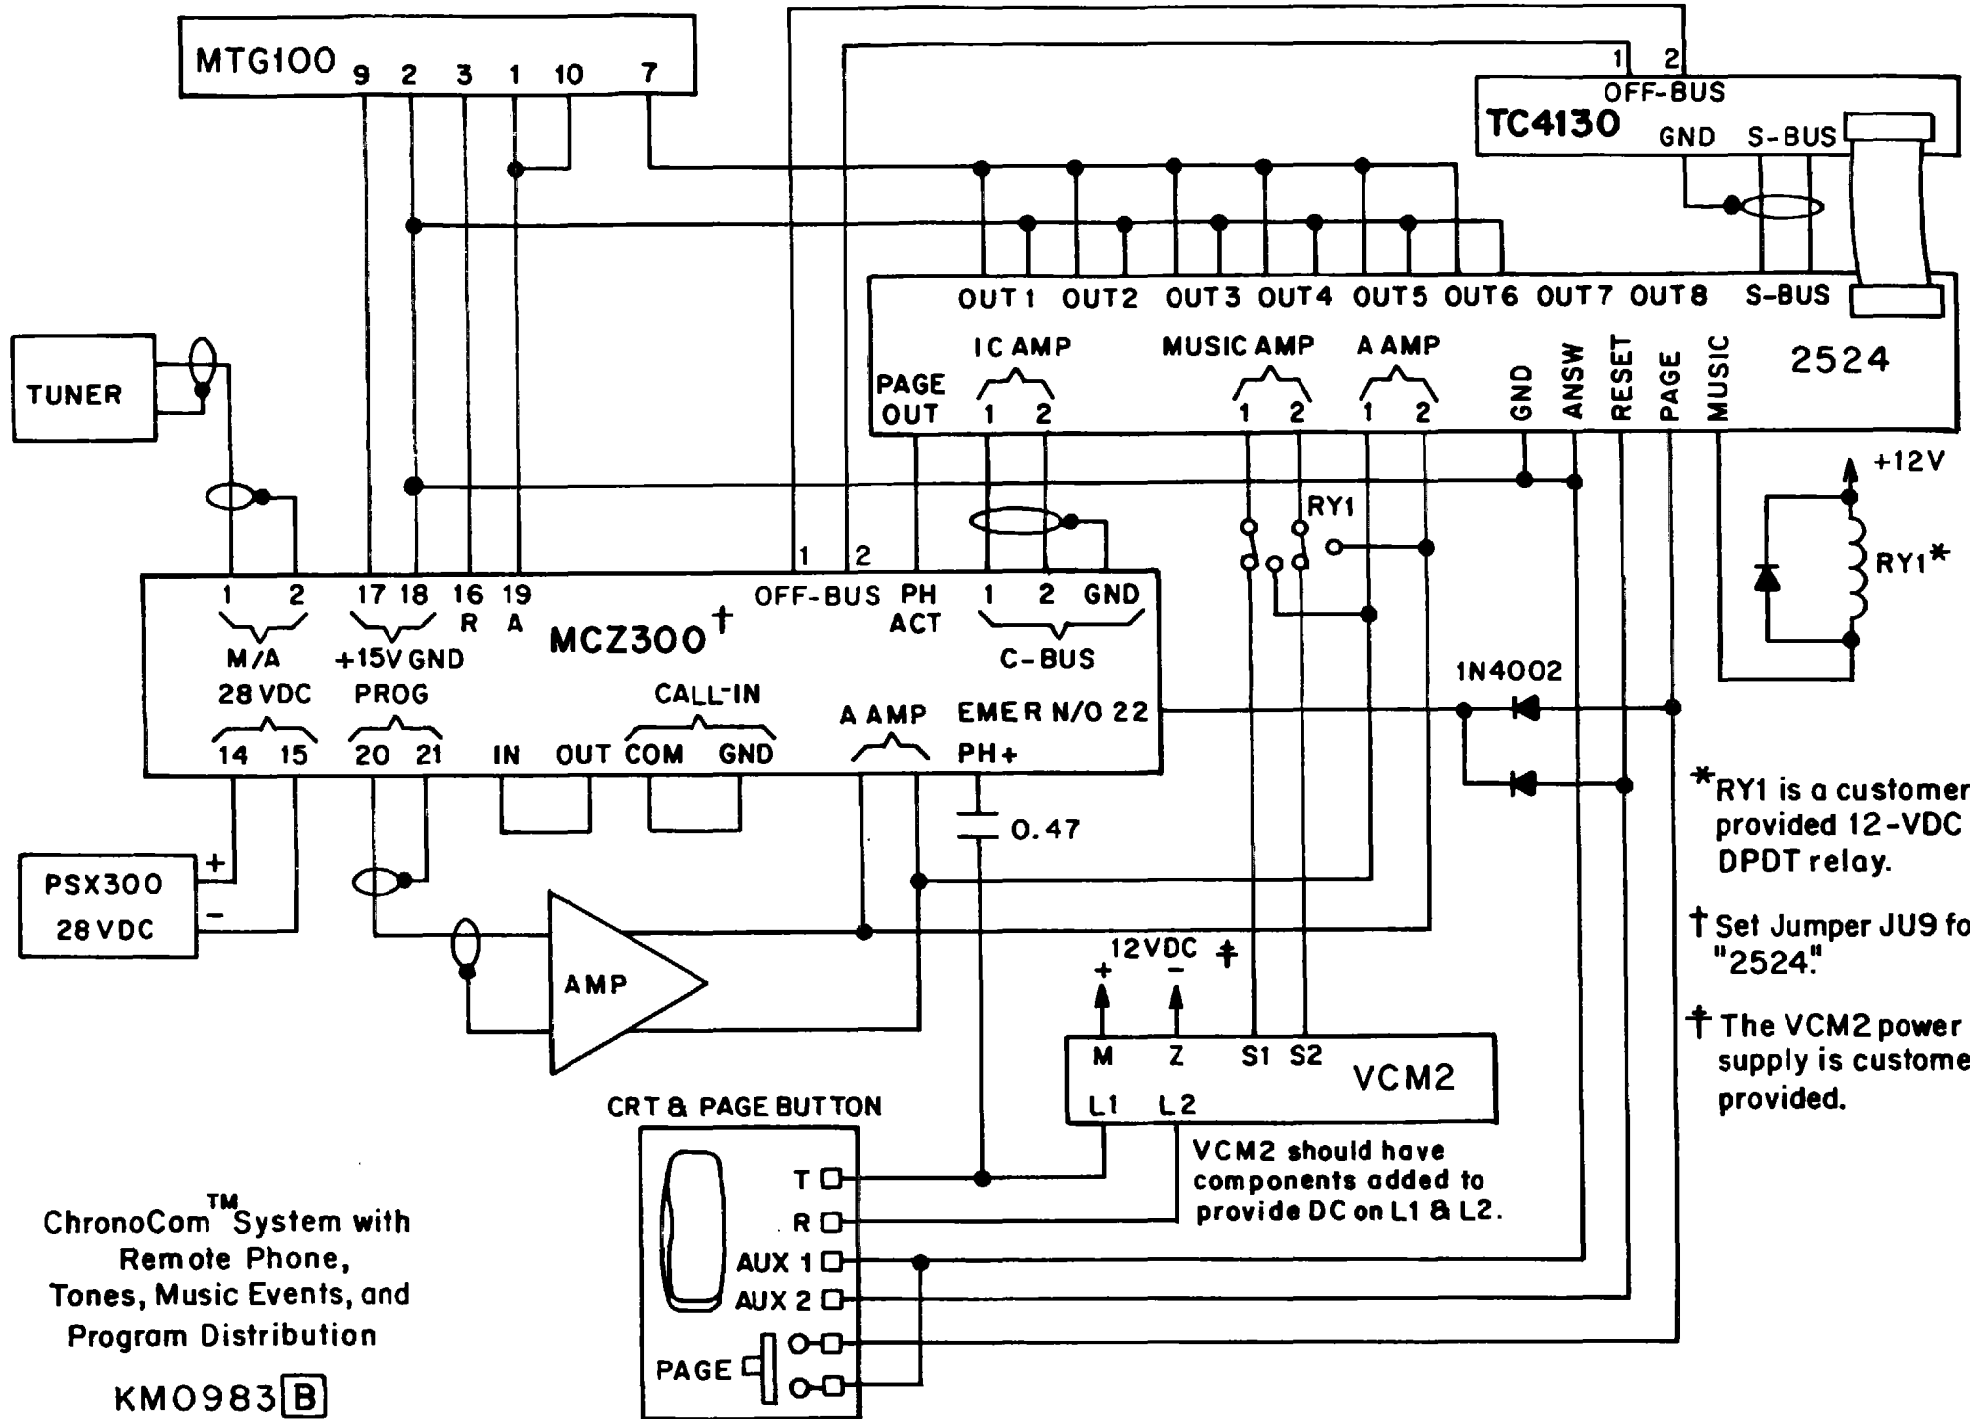 MTG100
9 2 3 1 10 7
1 2
OFF-BUS
TC4130
GND S-BUS
OUT1 OUT2 OUT3 OUT4 OUT5 OUT6 OUT7 OUT8 S-BUS
IC AMP MUSIC AMP A AMP
PAGE OUT
1 2 1 2 1 2
GND ANSW RESET PAGE MUSIC
2524
TUNER
+12V
RY1
RY1*
1 2
1 2 17 18 16 19 OFF-BUS PH 1 2 GND
R A ACT
MCZ300†
M/A +15V GND C-BUS
28 VDC PROG CALL-IN
A AMP EMER N/O 22
14 15 20 21 IN OUT COM GND PH+
1N4002
0.47
PSX300
28 VDC
+
-
AMP
*RY1 is a customer
provided 12-VDC
DPDT relay.
† Set Jumper JU9 fo
"2524."
‡ The VCM2 power
supply is custome
provided.
12VDC ‡
+ -
M Z S1 S2
VCM2
L1 L2
VCM2 should have
components added to
provide DC on L1 & L2.
CRT & PAGE BUTTON
T
R
AUX 1
AUX 2
PAGE
ChronoCom™ System with
Remote Phone,
Tones, Music Events, and
Program Distribution
KMO983 B